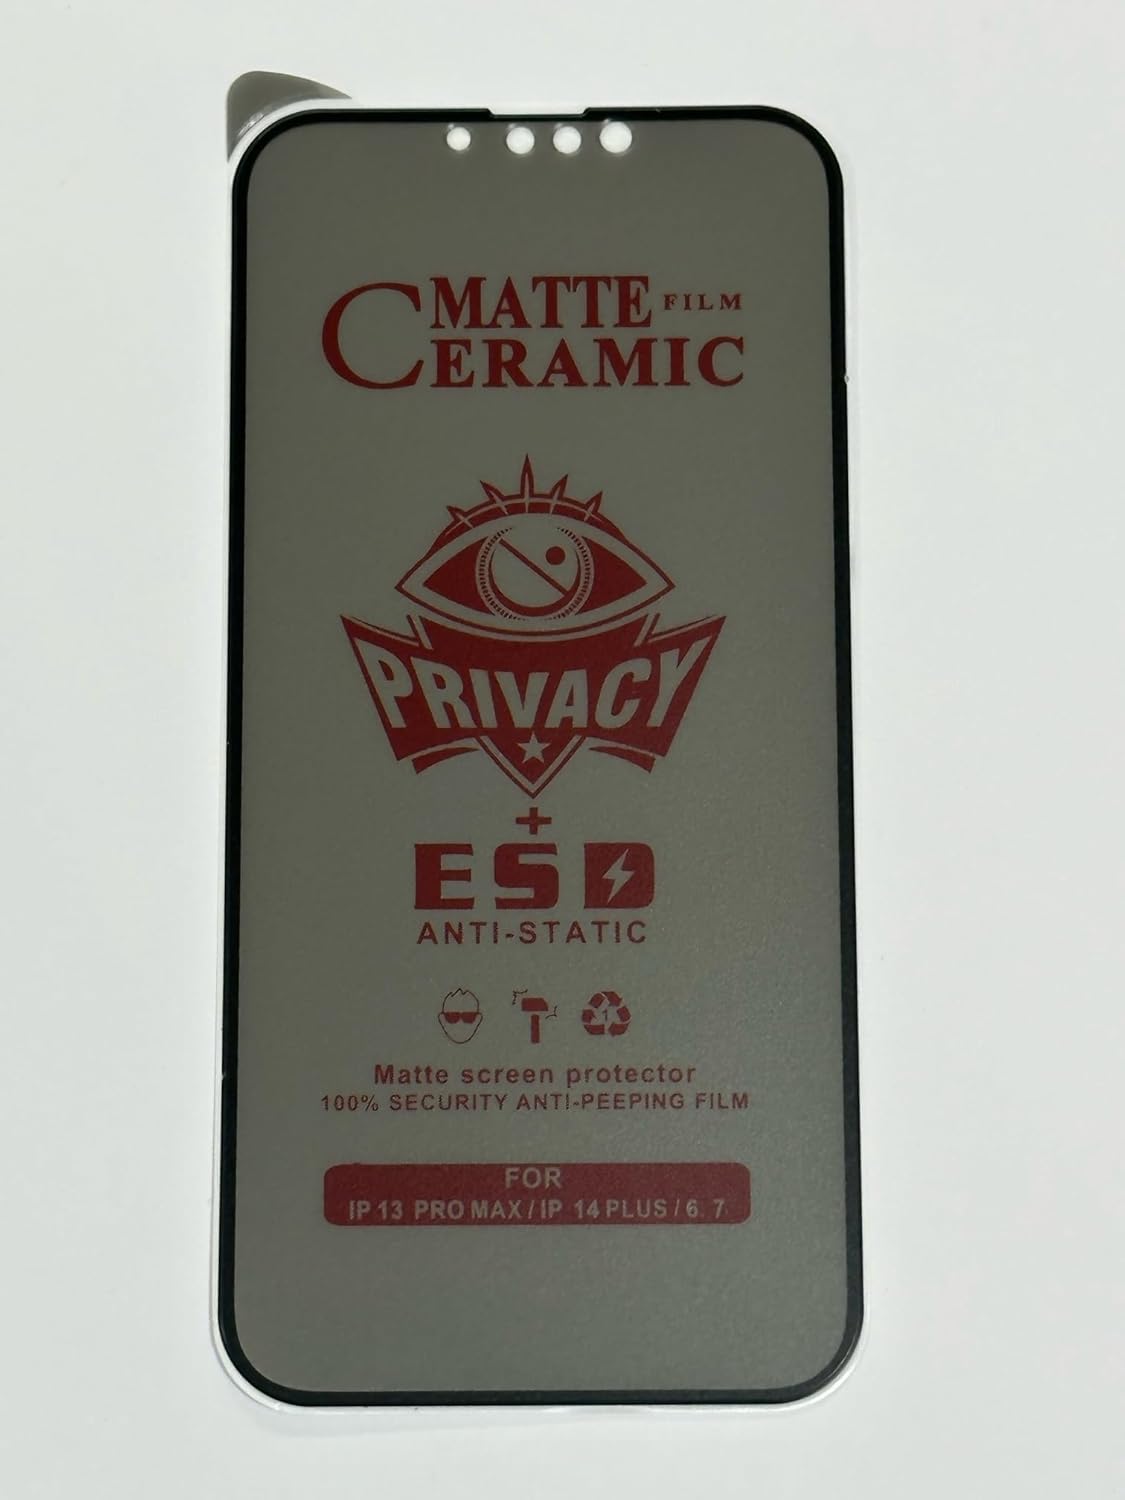 MATTE FILM
CERAMIC
PRIVACY
+
ESD
ANTI-STATIC
1
Matte screen protector
100% SECURITY ANTI-PEEPING FILM
FOR
IP 13 PRO MAX / IP 14 PLUS / 6. 7